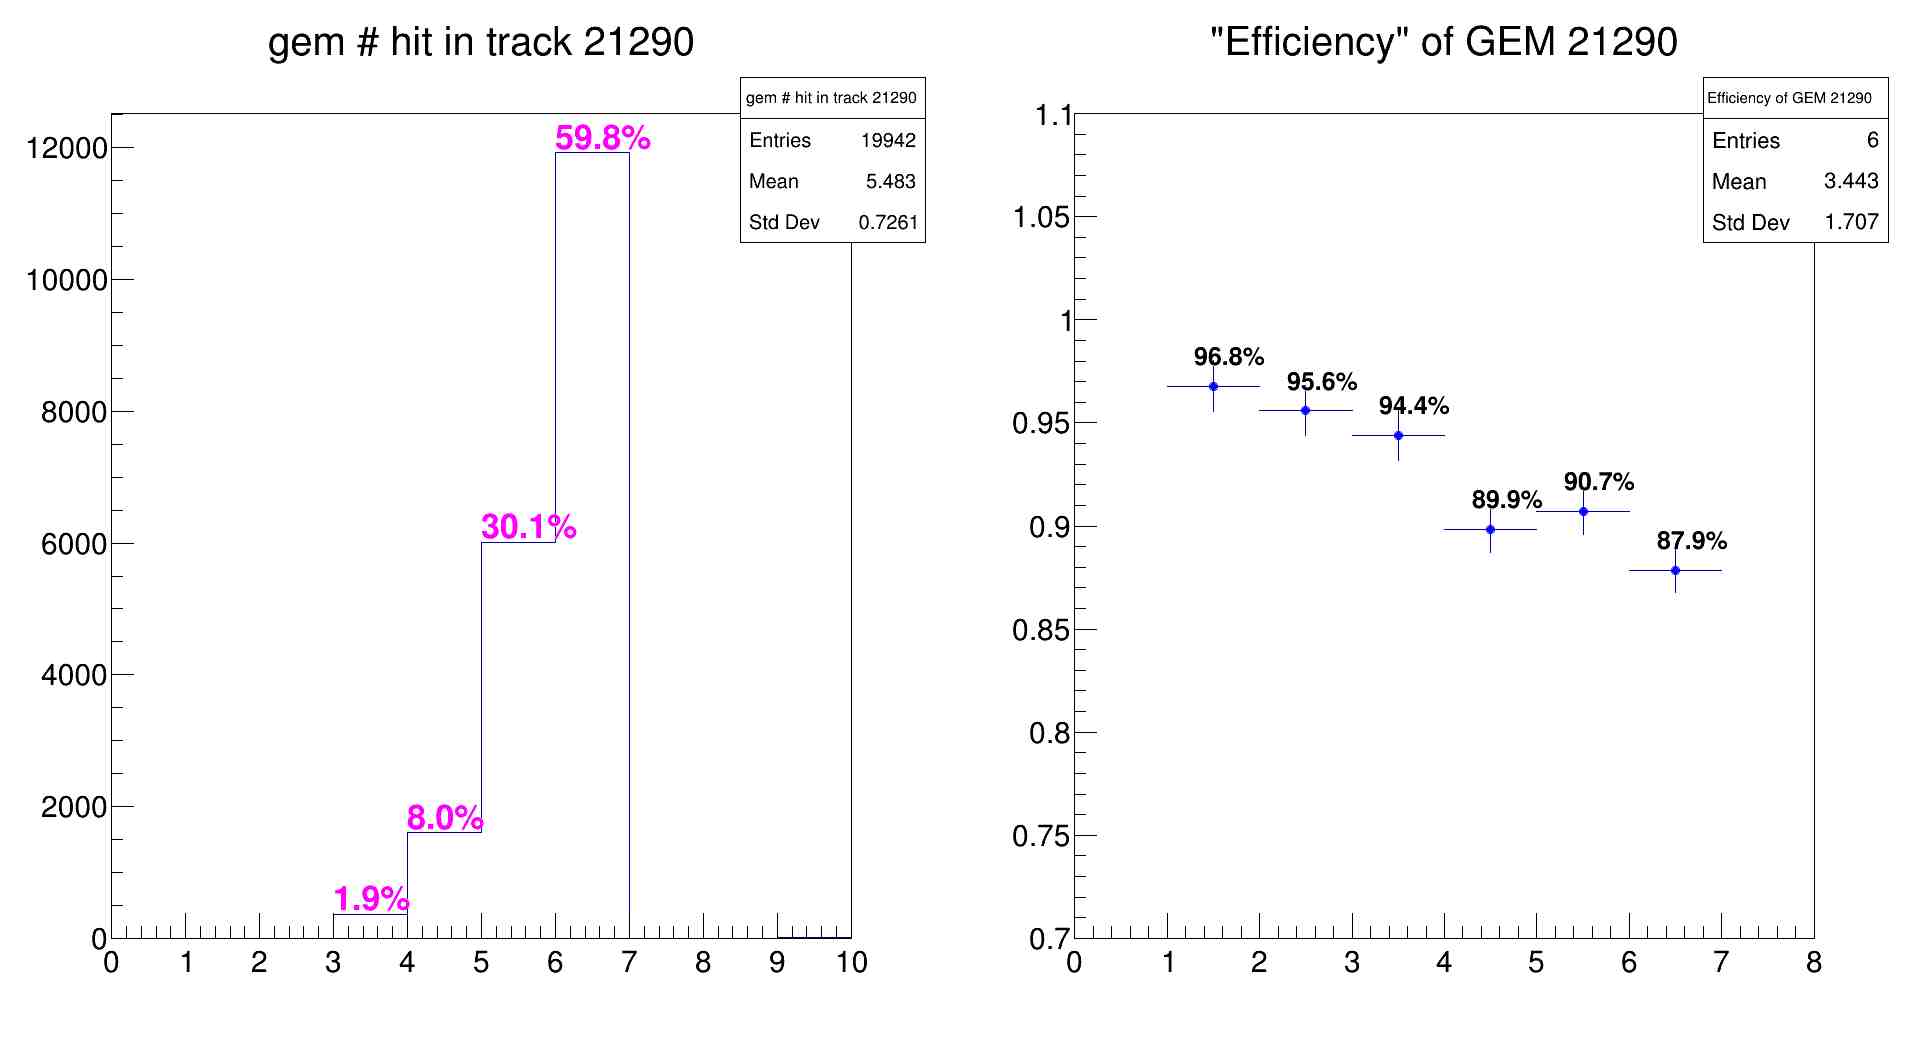 gem # hit in track 21290
gem # hit in track 21290
Entries 19942
Mean 5.483
Std Dev 0.7261
12000
10000
8000
6000
4000
2000
0
59.8%
30.1%
8.0%
1.9%
0 1 2 3 4 5 6 7 8 9 10
"Efficiency" of GEM 21290
Efficiency of GEM 21290
Entries 6
Mean 3.443
Std Dev 1.707
1.1
1.05
1
0.95
0.9
0.85
0.8
0.75
0.7
96.8%
95.6%
94.4%
89.9%
90.7%
87.9%
0 1 2 3 4 5 6 7 8